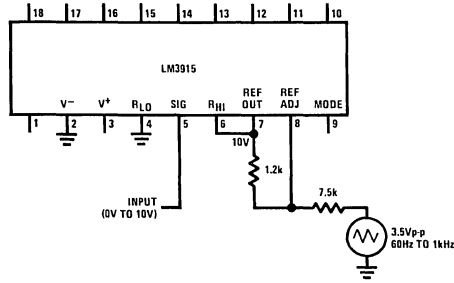 18 17 16 15 14 13 12 11 10
LM3915
V⁻ V⁺ RLO SIG RHI REF OUT REF ADJ MODE
1 2 3 4 5 6 7 8 9
10V
1.2k
7.5k
INPUT
(0V TO 10V)
3.5Vp-p
60Hz TO 1kHz